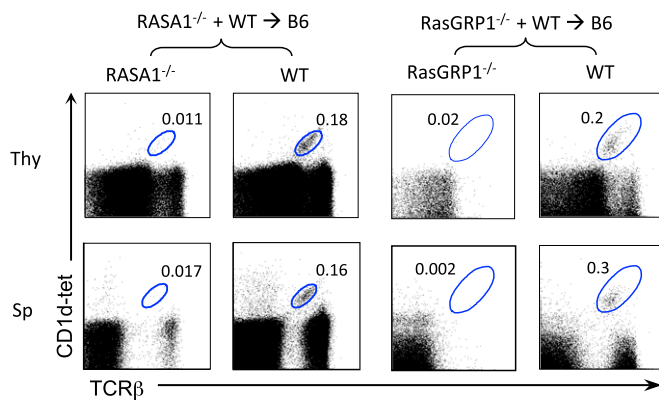 RASA1-/- + WT → B6 RasGRP1-/- + WT → B6
RASA1-/- WT RasGRP1-/- WT
Thy 0.011 0.18 0.02 0.2
Sp 0.017 0.16 0.002 0.3
CD1d-tet
TCRβ